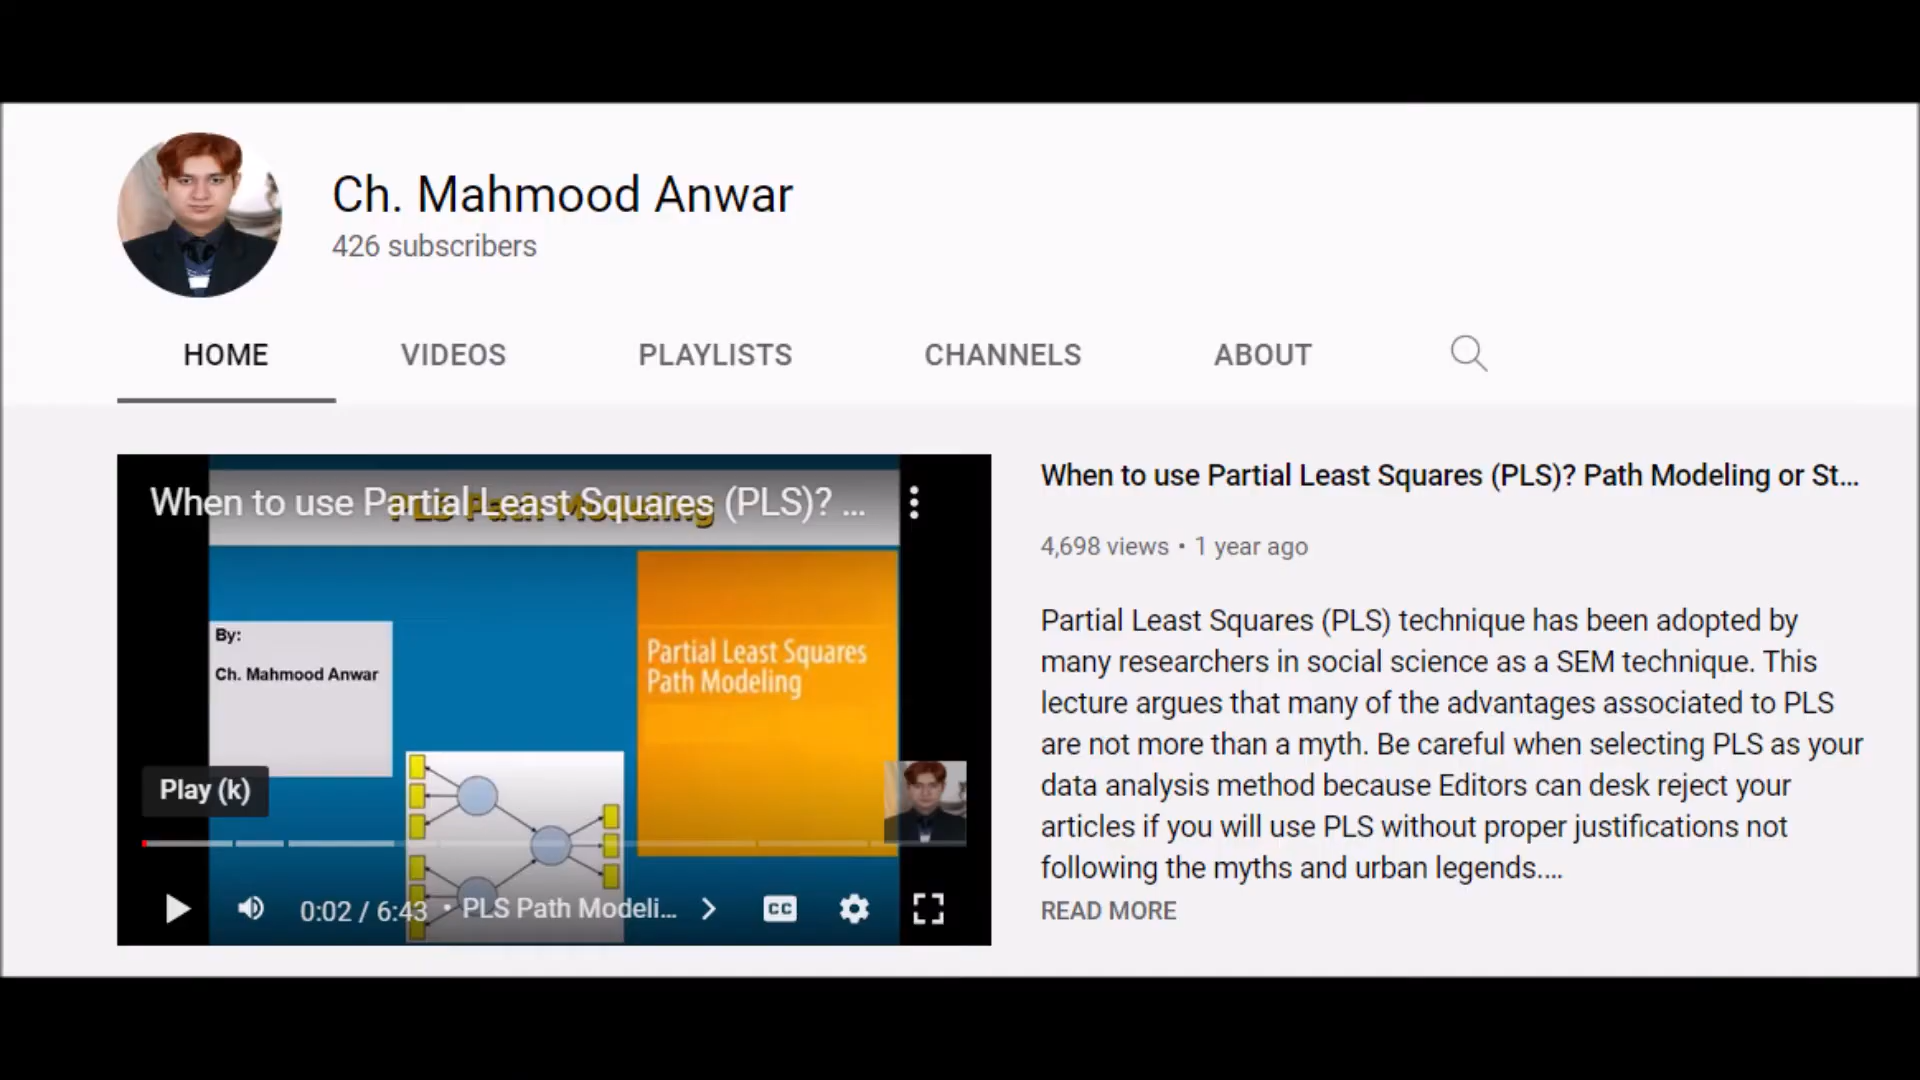 Ch. Mahmood Anwar
426 subscribers
HOME VIDEOS PLAYLISTS CHANNELS ABOUT
When to use Partial Least Squares (PLS)? ...
PLS Path Modeling
By:
Ch. Mahmood Anwar
Partial Least Squares
Path Modeling
Play (k)
0:02 / 6:43 • PLS Path Modeli...
CC
When to use Partial Least Squares (PLS)? Path Modeling or St...
4,698 views • 1 year ago
Partial Least Squares (PLS) technique has been adopted by
many researchers in social science as a SEM technique. This
lecture argues that many of the advantages associated to PLS
are not more than a myth. Be careful when selecting PLS as your
data analysis method because Editors can desk reject your
articles if you will use PLS without proper justifications not
following the myths and urban legends....
READ MORE